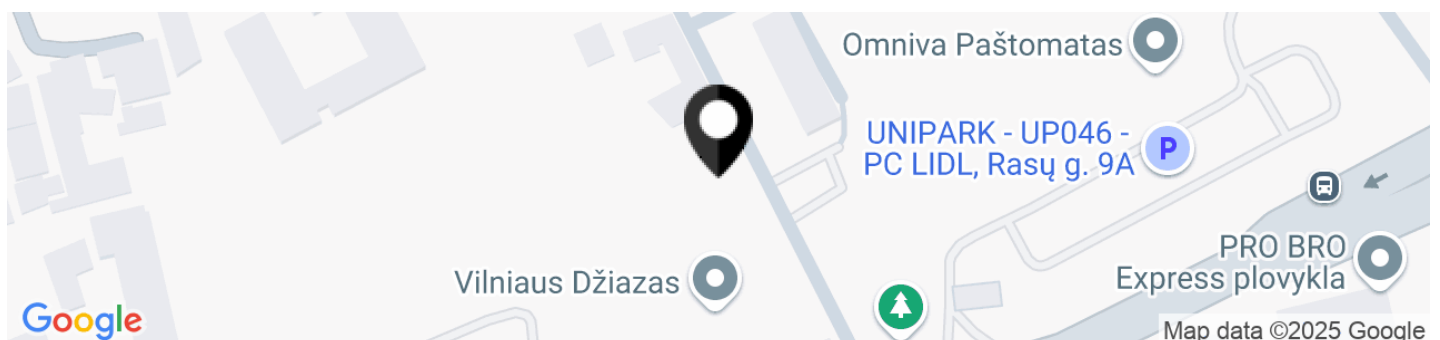 Omniva Paštomatas
UNIPARK - UP046 -
PC LIDL, Rasų g. 9A
P
PRO BRO
Express plovykla
Vilniaus Džiazas
Google
Map data ©2025 Google